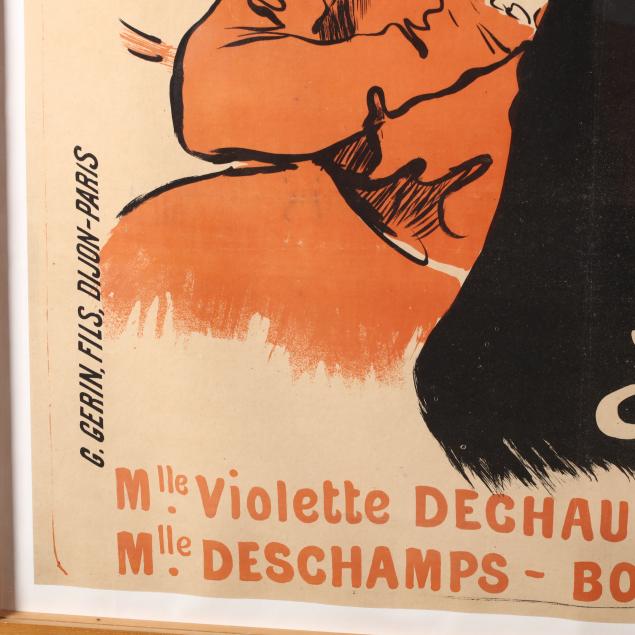 G. GERIN, FILS, DIJON-PARIS
Mlle. Violette DECHAU
Mlle. DESCHAMPS - BO